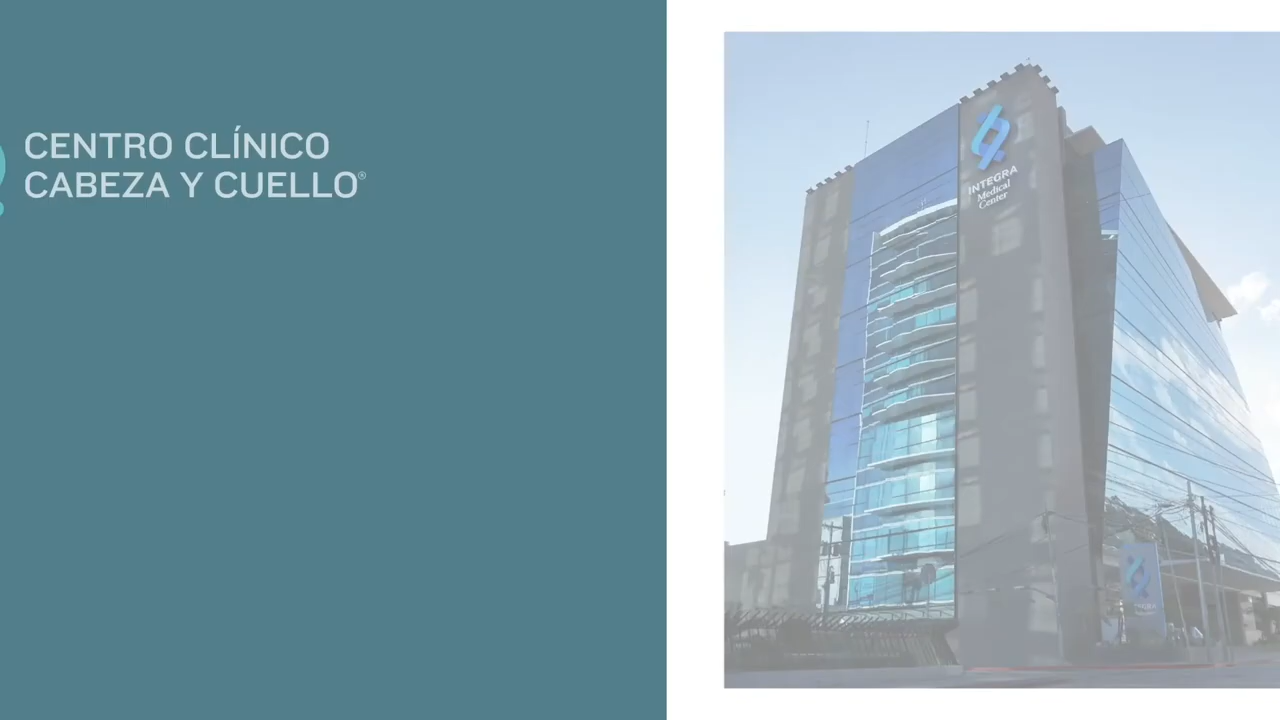 CENTRO CLÍNICO
CABEZA Y CUELLO®
INTEGRA
Medical
Center